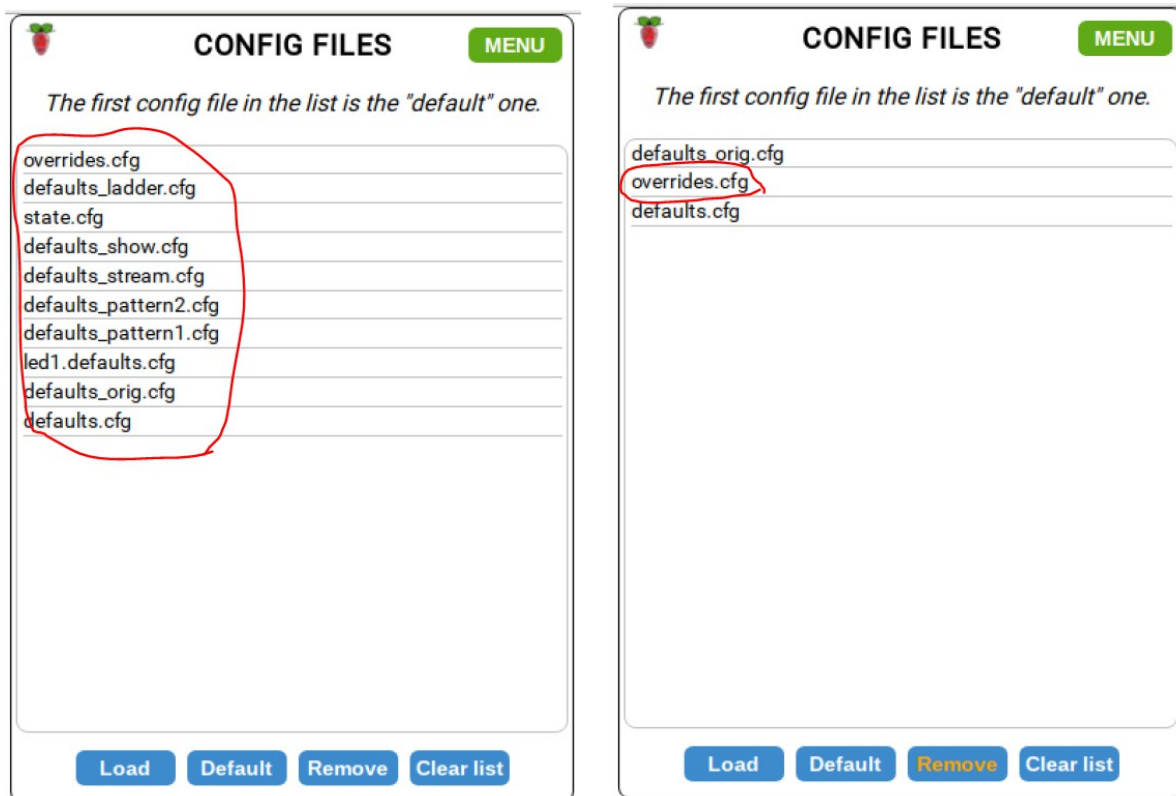 CONFIG FILES MENU
The first config file in the list is the "default" one.
overrides.cfg
defaults_ladder.cfg
state.cfg
defaults_show.cfg
defaults_stream.cfg
defaults_pattern2.cfg
defaults_pattern1.cfg
led1.defaults.cfg
defaults_orig.cfg
defaults.cfg
Load Default Remove Clear list
CONFIG FILES MENU
The first config file in the list is the "default" one.
defaults_orig.cfg
overrides.cfg
defaults.cfg
Load Default Remove Clear list